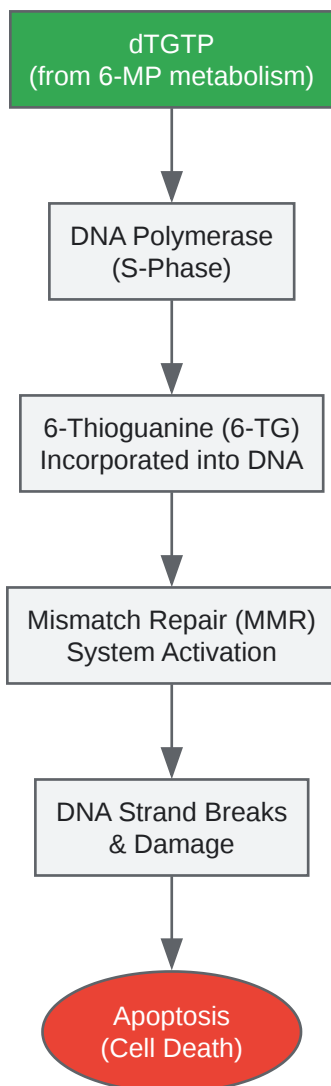 dTGTP
(from 6-MP metabolism)
DNA Polymerase
(S-Phase)
6-Thioguanine (6-TG)
Incorporated into DNA
Mismatch Repair (MMR)
System Activation
DNA Strand Breaks
& Damage
Apoptosis
(Cell Death)